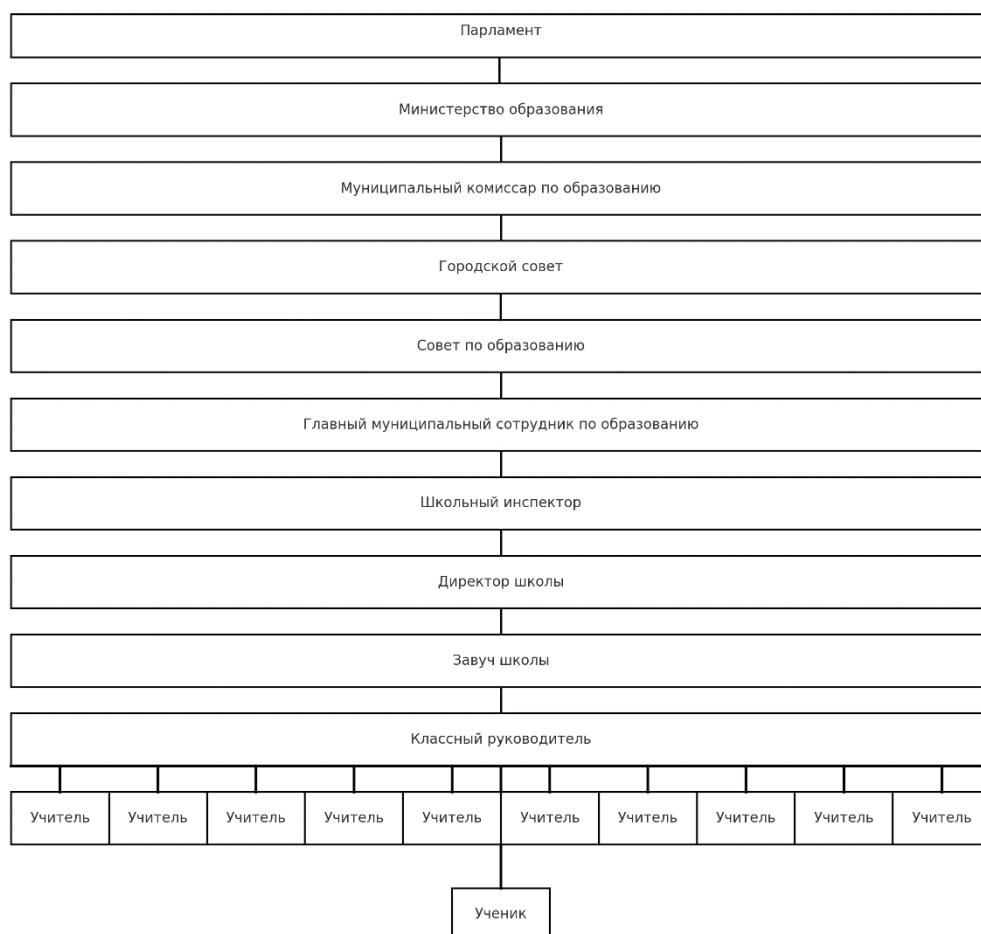 Парламент
Министерство образования
Муниципальный комиссар по образованию
Городской совет
Совет по образованию
Главный муниципальный сотрудник по образованию
Школьный инспектор
Директор школы
Завуч школы
Классный руководитель
Учитель Учитель Учитель Учитель Учитель Учитель Учитель Учитель Учитель Учитель
Ученик